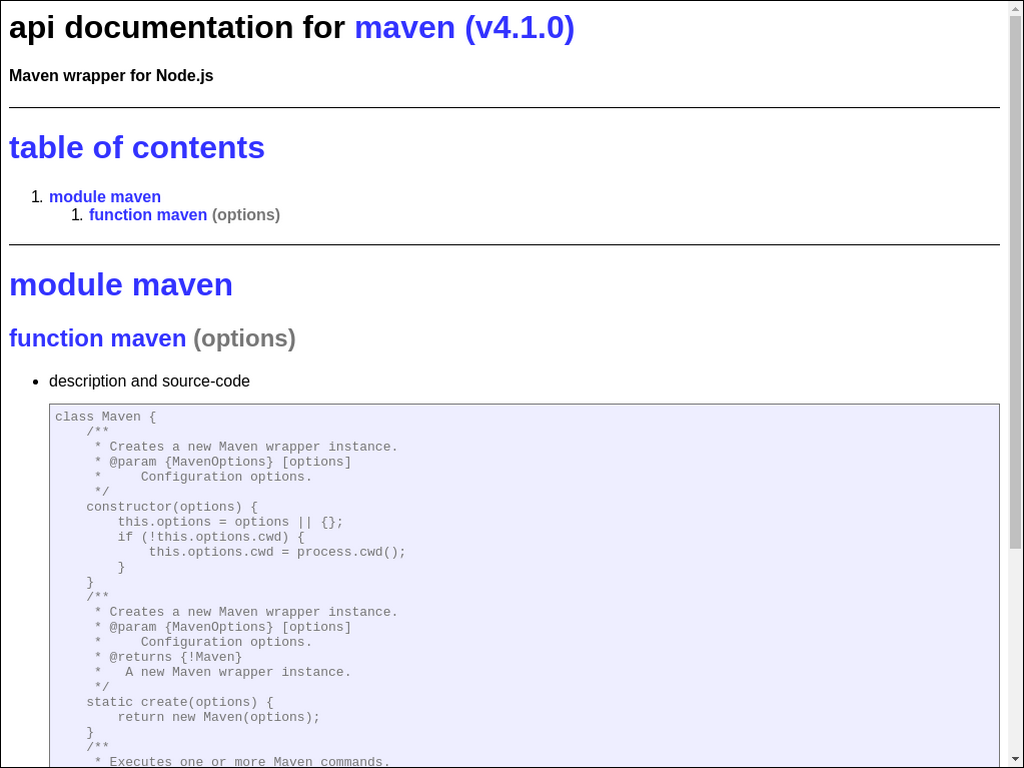 api documentation for maven (v4.1.0)
Maven wrapper for Node.js
table of contents
1. module maven
1. function maven (options)
module maven
function maven (options)
• description and source-code
class Maven {
    /**
     * Creates a new Maven wrapper instance.
     * @param {MavenOptions} [options]
     *     Configuration options.
     */
    constructor(options) {
        this.options = options || {};
        if (!this.options.cwd) {
            this.options.cwd = process.cwd();
        }
    }
    /**
     * Creates a new Maven wrapper instance.
     * @param {MavenOptions} [options]
     *     Configuration options.
     * @returns {!Maven}
     *   A new Maven wrapper instance.
     */
    static create(options) {
        return new Maven(options);
    }
    /**
     * Executes one or more Maven commands.